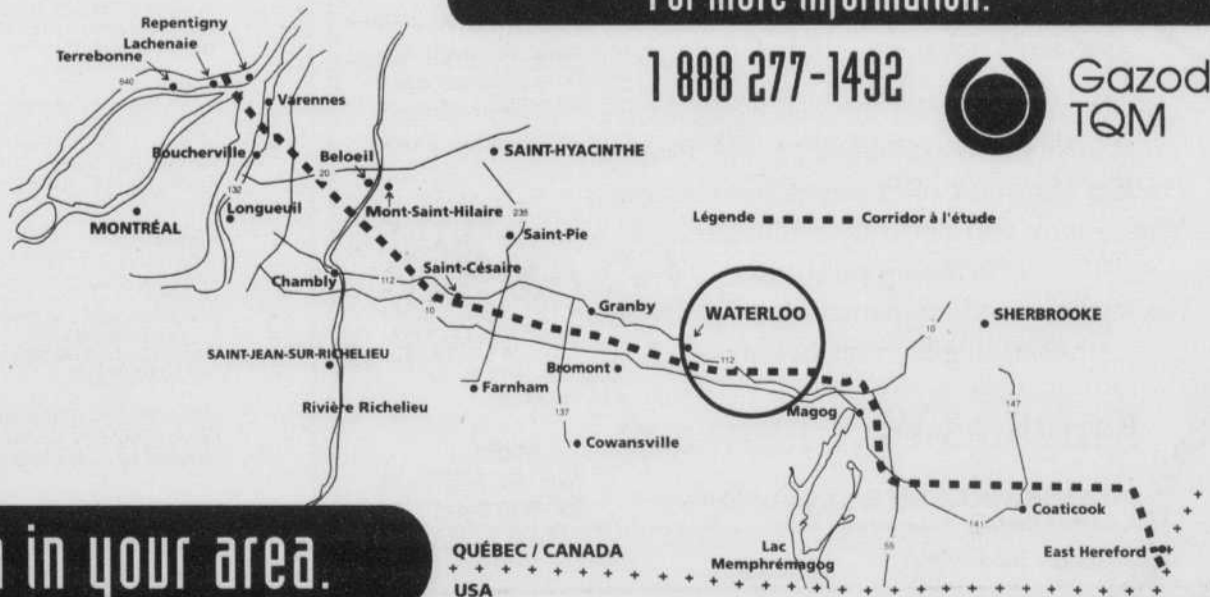 For more information:
1 888 277-1492
Gazod
TQM
Repentigny
Lachenaie
Terrebonne
640
Varennes
Boucherville
Beloeil
SAINT-HYACINTHE
20
132
Longueuil
Mont-Saint-Hilaire
235
MONTRÉAL
Légende Corridor à l'étude
Saint-Pie
Chambly
112
Saint-Césaire
10
Granby
WATERLOO
SHERBROOKE
10
112
SAINT-JEAN-SUR-RICHELIEU
Bromont
Farnham
Magog
147
Rivière Richelieu
137
Cowansville
Coaticook
141
55
Lac
Memphrémagog
East Hereford
n in your area.
QUÉBEC / CANADA
USA